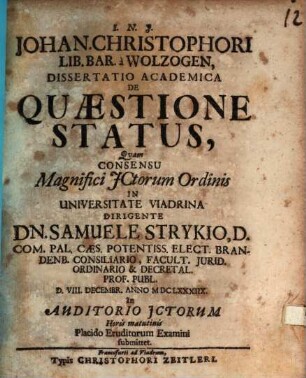 12
I. N. J.
JOHAN. CHRISTOPHORI
LIB. BAR. à WOLZOGEN,
DISSERTATIO ACADEMICA
DE
QUÆSTIONE
STATUS,
Quam
CONSENSU
Magnifici JCtorum Ordinis
IN
UNIVERSITATE VIADRINA
DIRIGENTE
DN. SAMUELE STRYKIO, D.
COM. PAL. CÆS. POTENTISS. ELECT. BRAN-
DENB. CONSILIARIO, FACULT. JURID.
ORDINARIO & DECRETAL.
PROF. PUBL.
D. VIII. DECEMBR. ANNO MDCLXXXIIX.
In
AUDITORIO JCTORUM
Horis matutinis
Placido Eruditorum Examini
submittet.
Francofurti ad Viadrum,
Typis CHRISTOPHORI ZEITLERI.